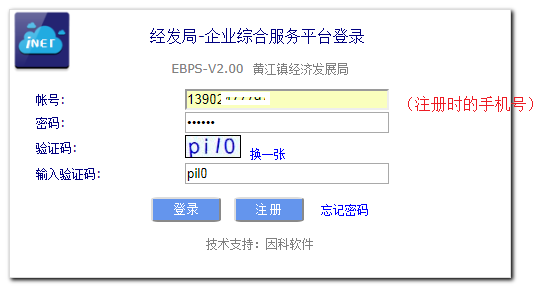 iNET
经发局-企业综合服务平台登录
EBPS-V2.00 黄江镇经济发展局
帐号: 13902 （注册时的手机号）
密码: ••••••
验证码: pil0 换一张
输入验证码: pil0
登录 注册 忘记密码
技术支持：因科软件